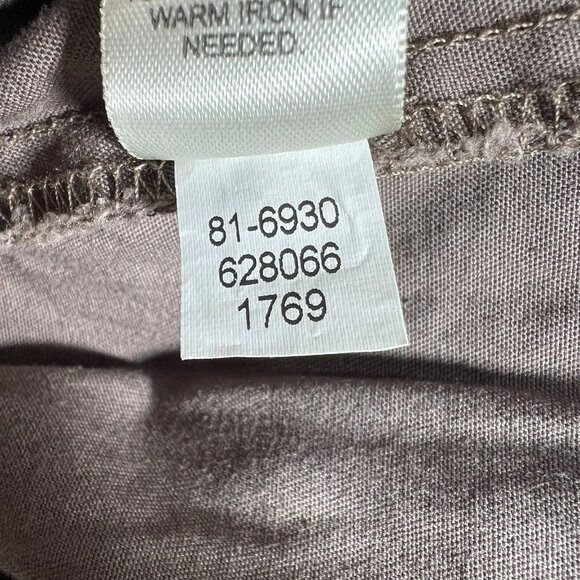 WARM IRON IF
NEEDED.
81-6930
628066
1769